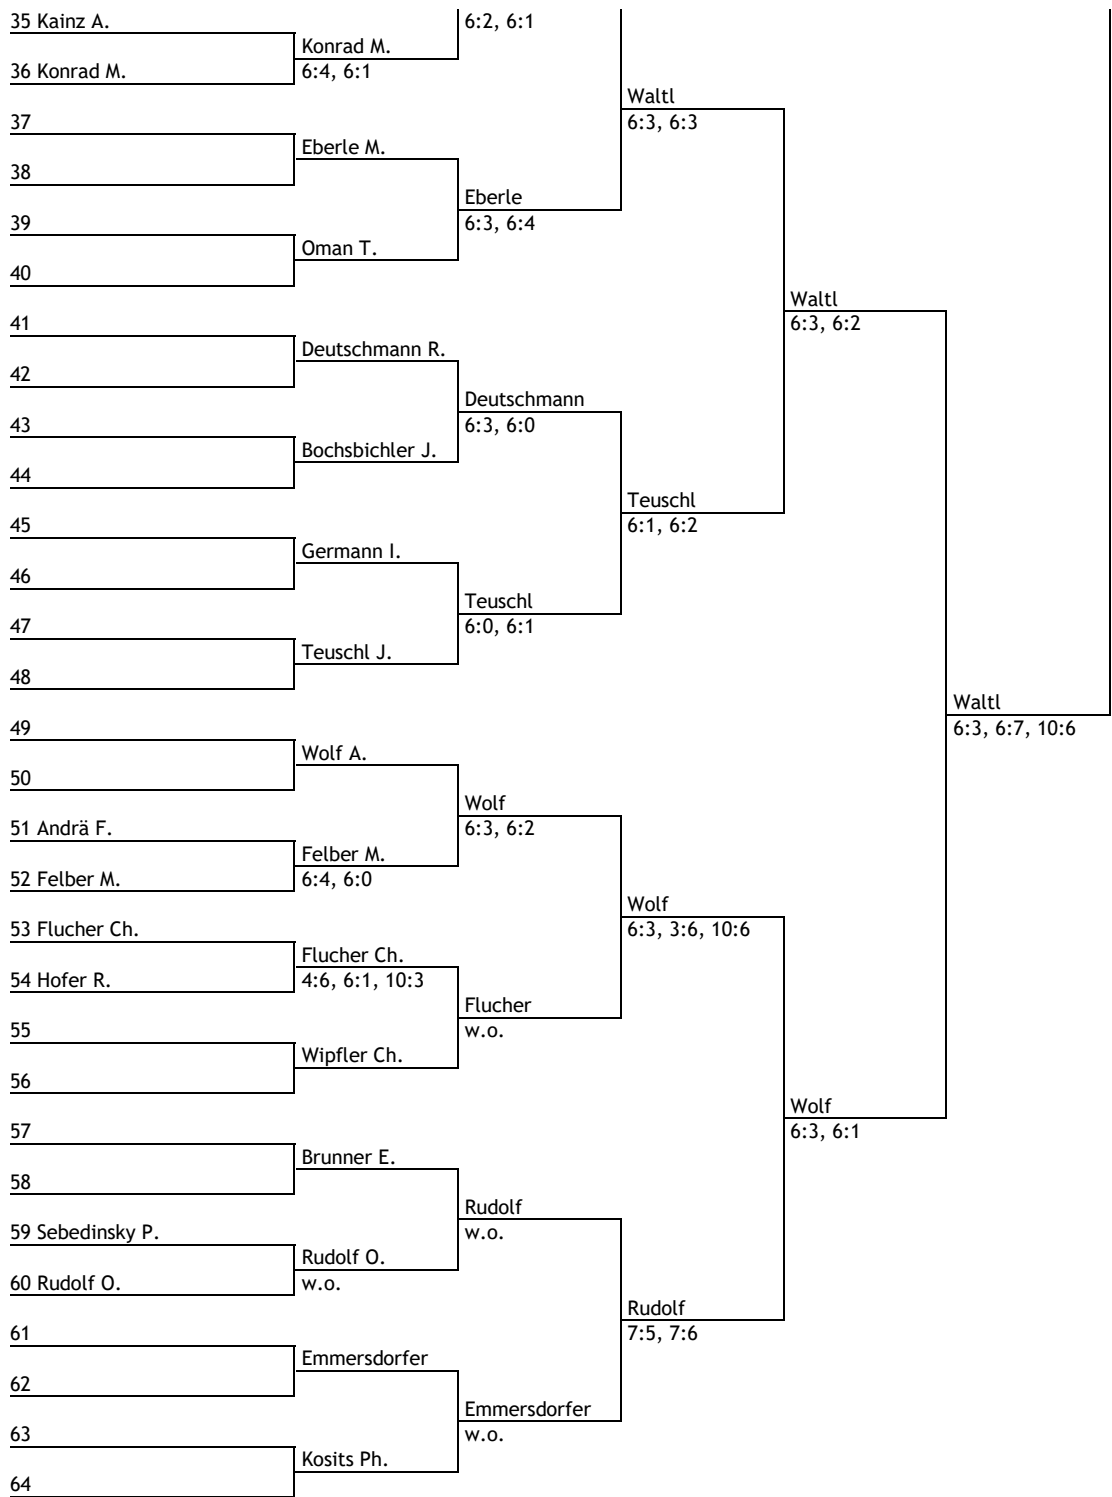 35 Kainz A.
6:2, 6:1
Konrad M.
36 Konrad M.
6:4, 6:1
Waltl
37
6:3, 6:3
Eberle M.
38
Eberle
39
6:3, 6:4
Oman T.
40
Waltl
41
6:3, 6:2
Deutschmann R.
42
Deutschmann
43
6:3, 6:0
Bochsbichler J.
44
Teuschl
45
6:1, 6:2
Germann I.
46
Teuschl
47
6:0, 6:1
Teuschl J.
48
Waltl
49
6:3, 6:7, 10:6
Wolf A.
50
Wolf
51 Andrä F.
6:3, 6:2
Felber M.
52 Felber M.
6:4, 6:0
Wolf
53 Flucher Ch.
6:3, 3:6, 10:6
Flucher Ch.
54 Hofer R.
4:6, 6:1, 10:3
Flucher
55
w.o.
Wipfler Ch.
56
Wolf
57
6:3, 6:1
Brunner E.
58
Rudolf
59 Sebedinsky P.
w.o.
Rudolf O.
60 Rudolf O.
w.o.
Rudolf
61
7:5, 7:6
Emmersdorfer
62
Emmersdorfer
63
w.o.
Kosits Ph.
64